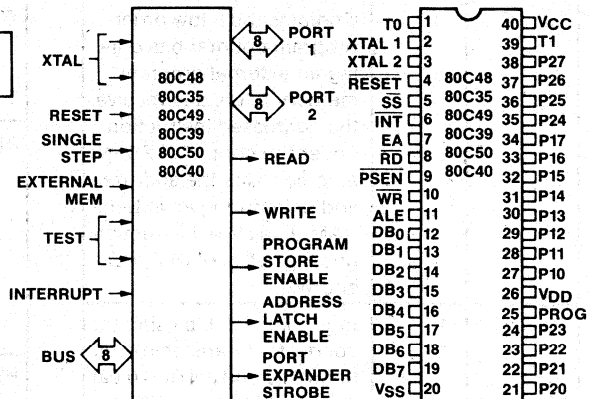 XTAL
RESET
SINGLE
STEP
EXTERNAL
MEM
TEST
INTERRUPT
BUS
8
80C48
80C35
80C49
80C39
80C50
80C40
8
PORT
1
8
PORT
2
READ
WRITE
PROGRAM
STORE
ENABLE
ADDRESS
LATCH
ENABLE
PORT
EXPANDER
STROBE
T0 1
XTAL 1 2
XTAL 2 3
RESET 4
SS 5
INT 6
EA 7
RD 8
PSEN 9
WR 10
ALE 11
DB0 12
DB1 13
DB2 14
DB3 15
DB4 16
DB5 17
DB6 18
DB7 19
VSS 20
80C48
80C35
80C49
80C39
80C50
80C40
40 VCC
39 T1
38 P27
37 P26
36 P25
35 P24
34 P17
33 P16
32 P15
31 P14
30 P13
29 P12
28 P11
27 P10
26 VDD
25 PROG
24 P23
23 P22
22 P21
21 P20